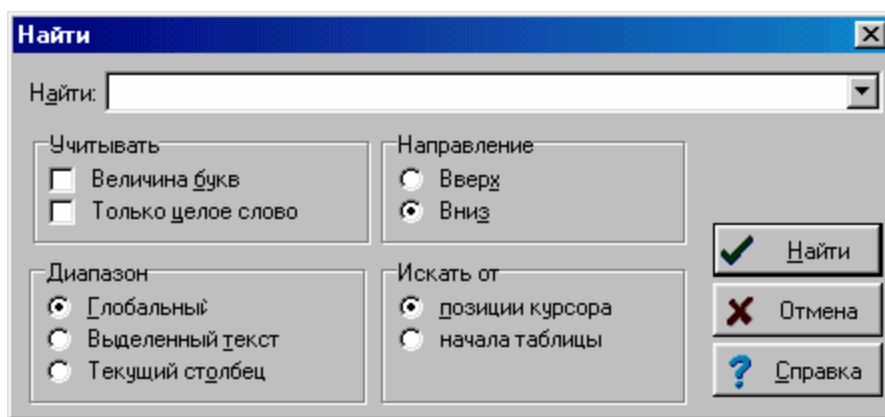 Найти
Найти:
Учитывать
Величина букв
Только целое слово
Направление
Вверх
Вниз
Диапазон
Глобальный
Выделенный текст
Текущий столбец
Искать от
позиции курсора
начала таблицы
Найти
Отмена
Справка